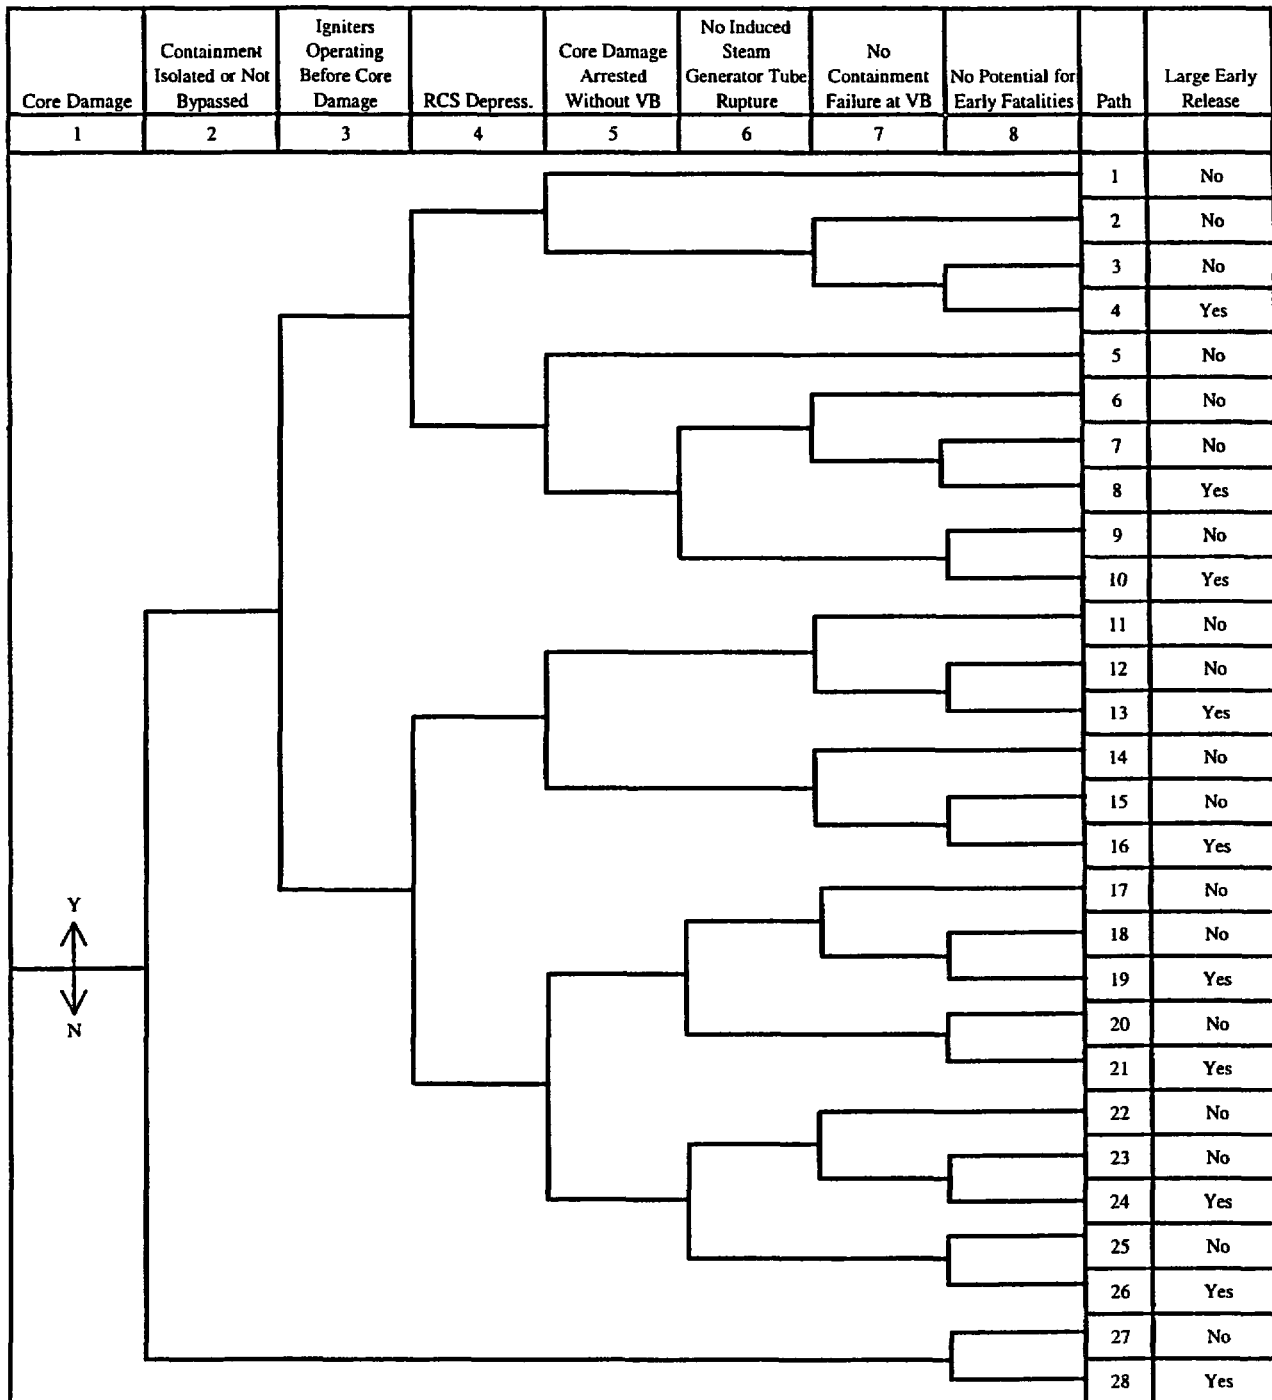 Core Damage
Containment
Isolated or Not
Bypassed
Igniters
Operating
Before Core
Damage
RCS Depress.
Core Damage
Arrested
Without VB
No Induced
Steam
Generator Tube
Rupture
No
Containment
Failure at VB
No Potential for
Early Fatalities
Path
Large Early
Release
1 2 3 4 5 6 7 8
1 No
2 No
3 No
4 Yes
5 No
6 No
7 No
8 Yes
9 No
10 Yes
11 No
12 No
13 Yes
14 No
15 No
16 Yes
17 No
Y
18 No
19 Yes
N
20 No
21 Yes
22 No
23 No
24 Yes
25 No
26 Yes
27 No
28 Yes